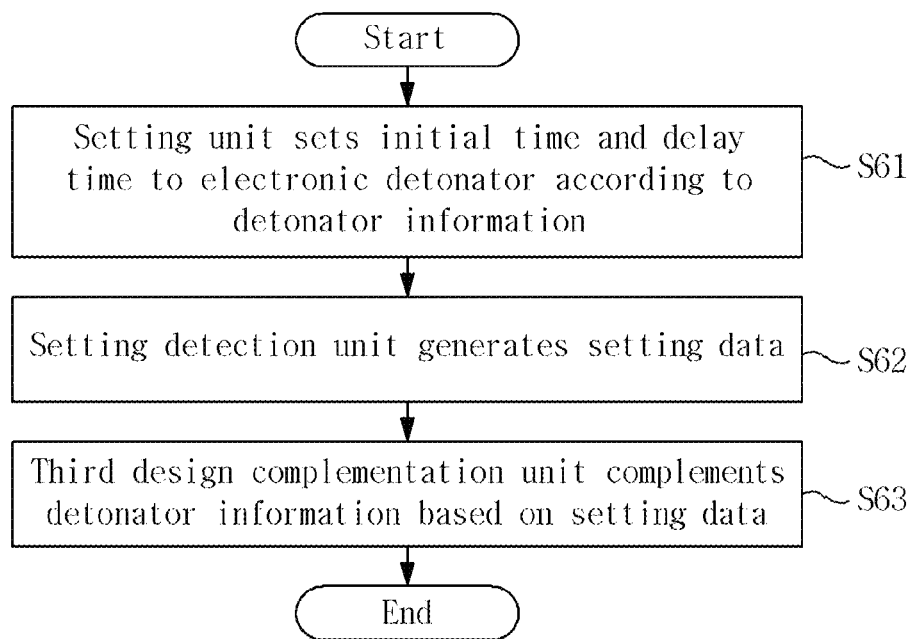 Start
Setting unit sets initial time and delay
time to electronic detonator according to
detonator information
S61
Setting detection unit generates setting data
S62
Third design complementation unit complements
detonator information based on setting data
S63
End